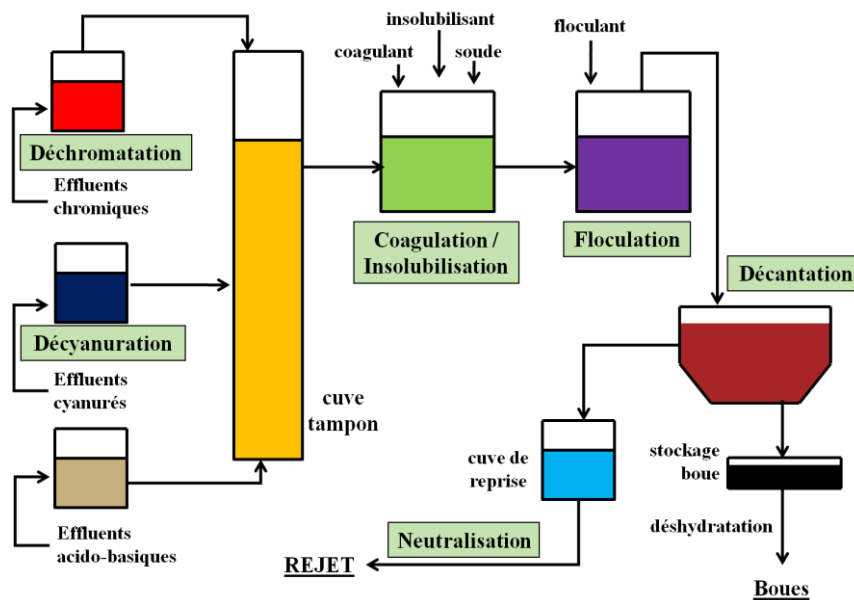 insolubilisant
coagulant
soude
floculant
Déchromatation
Effluents
chromiques
Coagulation /
Insolubilisation
Floculation
Décantation
Décyanuration
Effluents
cyanurés
cuve
tampon
cuve de
reprise
stockage
boue
Effluents
acido-basiques
déshydratation
Neutralisation
REJET
Boues